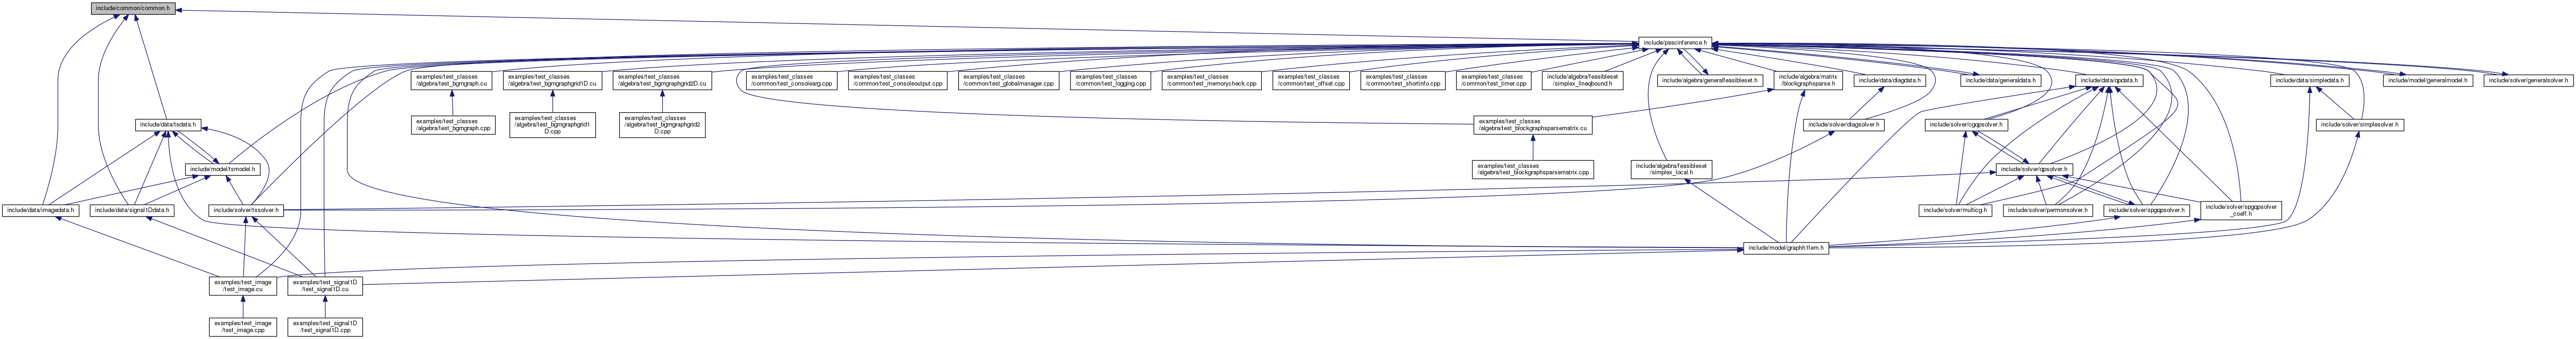 include/common/common.h
include/pascinference.h
examples/test_classes
/algebra/test_bgmgraph.cu
examples/test_classes
/algebra/test_bgmgraphgrid1D.cu
examples/test_classes
/algebra/test_bgmgraphgrid2D.cu
examples/test_classes
/common/test_consolearg.cpp
examples/test_classes
/common/test_consoleoutput.cpp
examples/test_classes
/common/test_globalmanager.cpp
examples/test_classes
/common/test_logging.cpp
examples/test_classes
/common/test_memorycheck.cpp
examples/test_classes
/common/test_offset.cpp
examples/test_classes
/common/test_shortinfo.cpp
examples/test_classes
/common/test_timer.cpp
include/algebra/feasibleset
/simplex_lineqbound.h
include/algebra/generalfeasibleset.h
include/algebra/matrix
/blockgraphsparse.h
include/data/diagdata.h
include/data/generaldata.h
include/data/qpdata.h
include/data/simpledata.h
include/model/generalmodel.h
include/solver/generalsolver.h
examples/test_classes
/algebra/test_bgmgraph.cpp
examples/test_classes
/algebra/test_bgmgraphgrid1
D.cpp
examples/test_classes
/algebra/test_bgmgraphgrid2
D.cpp
include/data/tsdata.h
examples/test_classes
/algebra/test_blockgraphsparsematrix.cu
include/solver/diagsolver.h
include/solver/cgqpsolver.h
include/solver/simplesolver.h
include/model/tsmodel.h
examples/test_classes
/algebra/test_blockgraphsparsematrix.cpp
include/algebra/feasibleset
/simplex_local.h
include/solver/qpsolver.h
include/data/imagedata.h
include/data/signal1Ddata.h
include/solver/tssolver.h
include/solver/multicg.h
include/solver/permonsolver.h
include/solver/spgqpsolver.h
include/solver/spgqpsolver
_coeff.h
include/model/graphh1fem.h
examples/test_image
/test_image.cu
examples/test_signal1D
/test_signal1D.cu
examples/test_image
/test_image.cpp
examples/test_signal1D
/test_signal1D.cpp